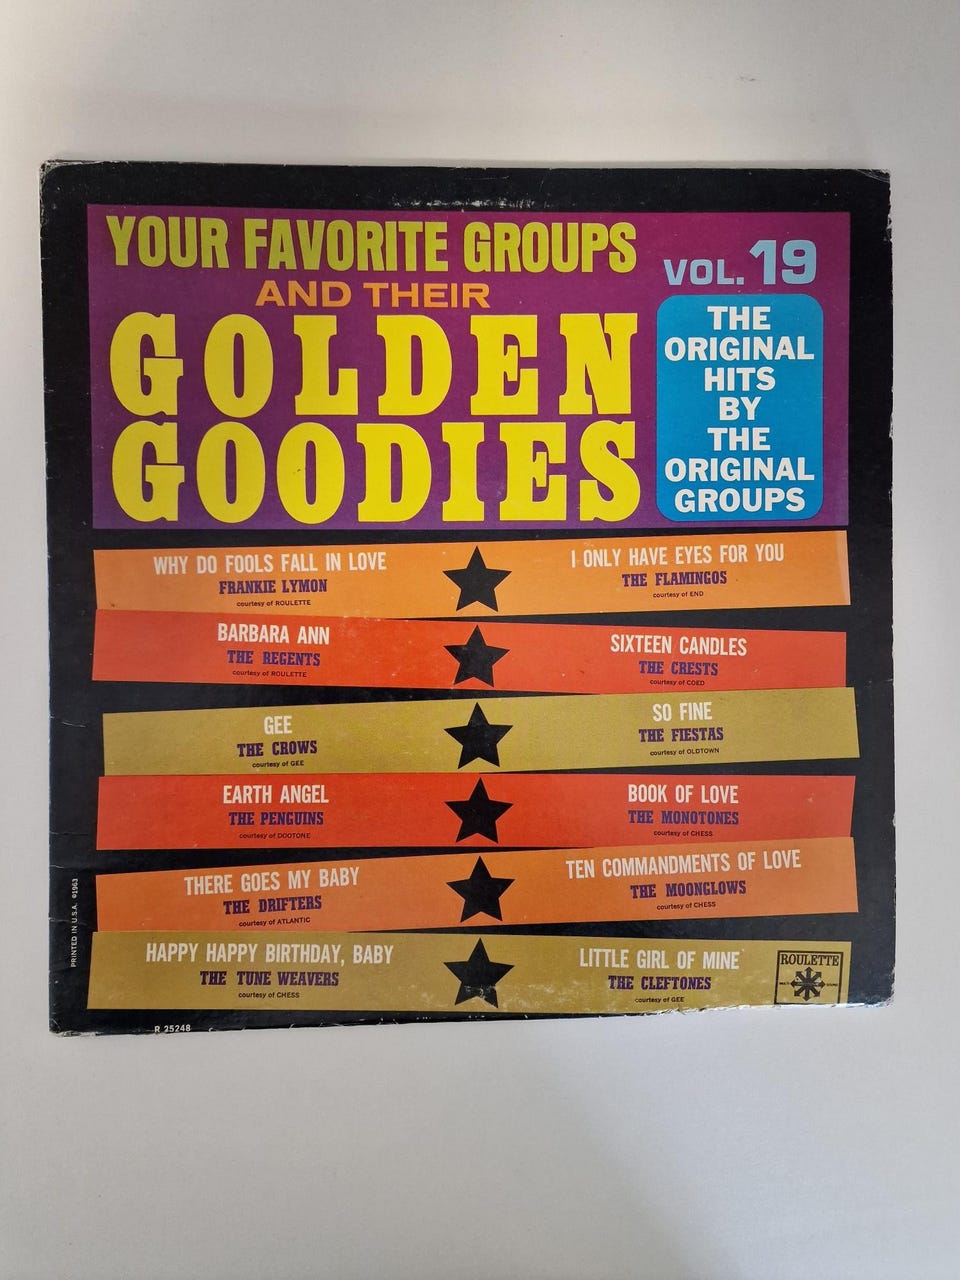 YOUR FAVORITE GROUPS
AND THEIR
GOLDEN
GOODIES
VOL. 19
THE
ORIGINAL
HITS
BY
THE
ORIGINAL
GROUPS
WHY DO FOOLS FALL IN LOVE
FRANKIE LYMON
courtesy of ROULETTE
I ONLY HAVE EYES FOR YOU
THE FLAMINGOS
courtesy of END
BARBARA ANN
THE REGENTS
courtesy of ROULETTE
SIXTEEN CANDLES
THE CRESTS
courtesy of COED
GEE
THE CROWS
courtesy of GEE
SO FINE
THE FIESTAS
courtesy of OLDTOWN
EARTH ANGEL
THE PENGUINS
courtesy of DOOTONE
BOOK OF LOVE
THE MONOTONES
courtesy of CHESS
THERE GOES MY BABY
THE DRIFTERS
courtesy of ATLANTIC
TEN COMMANDMENTS OF LOVE
THE MOONGLOWS
courtesy of CHESS
HAPPY HAPPY BIRTHDAY, BABY
THE TUNE WEAVERS
courtesy of CHESS
LITTLE GIRL OF MINE
THE CLEFTONES
courtesy of GEE
ROULETTE
PRINTED IN U.S.A. ©1963
R 25248